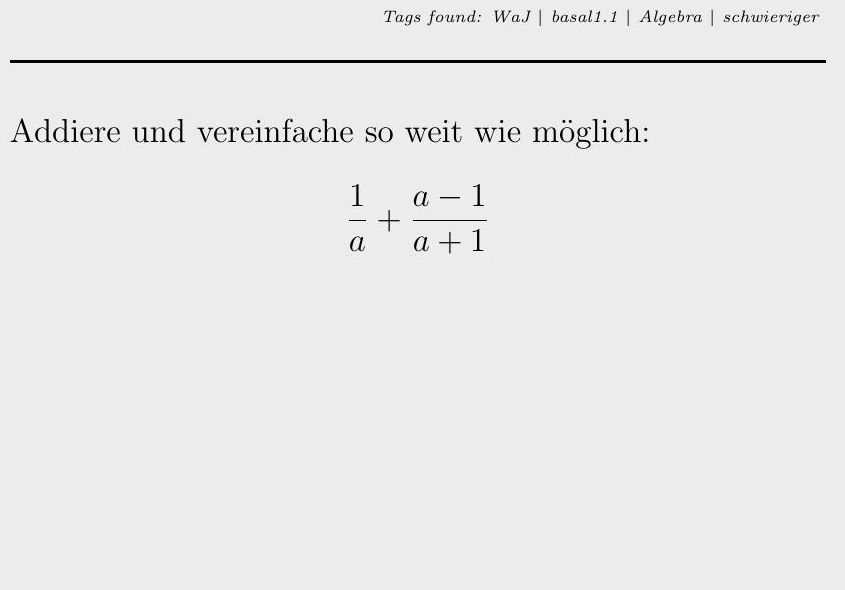 Tags found: WaJ | basal1.1 | Algebra | schwieriger
Addiere und vereinfache so weit wie möglich:
\frac{1}{a} + \frac{a-1}{a+1}